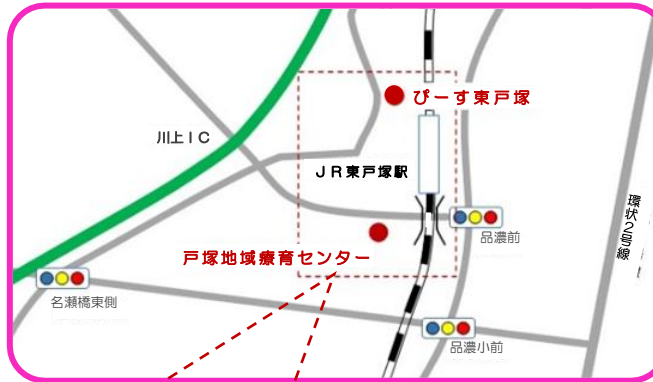 ぴーす東戸塚
川上IC
JR東戸塚駅
環状2号線
品濃前
戸塚地域療育センター
名瀬橋東側
品濃小前